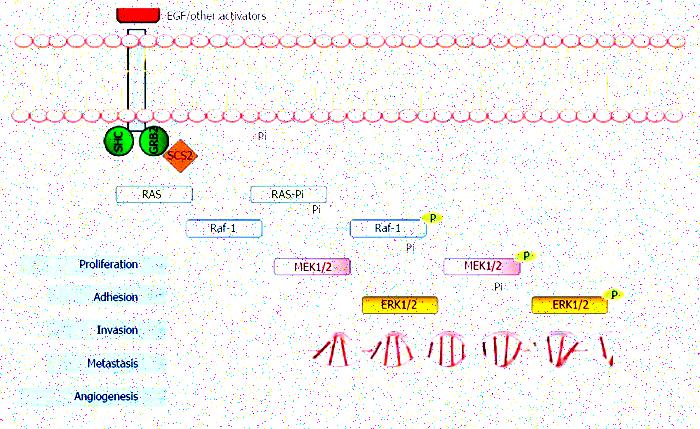 EGF/other activators
SHC
GRB2
SCS2
Pi
RAS
RAS-Pi
Pi
Raf-1
Raf-1
P
Pi
Proliferation
MEK1/2
MEK1/2
P
Pi
Adhesion
ERK1/2
ERK1/2
P
Invasion
Metastasis
Angiogenesis